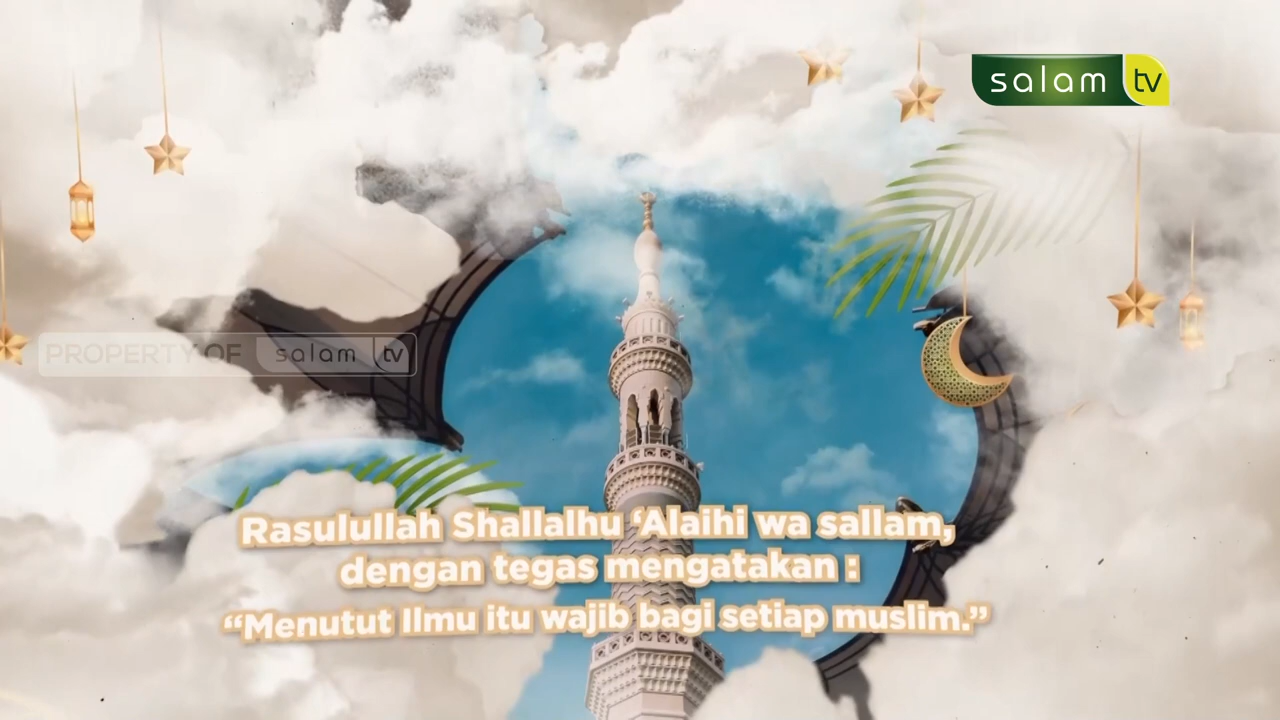 salam tv
PROPERTY OF salam tv
Rasulullah Shallalhu ‘Alaihi wa sallam,
dengan tegas mengatakan :
“Menutut Ilmu itu wajib bagi setiap muslim.”